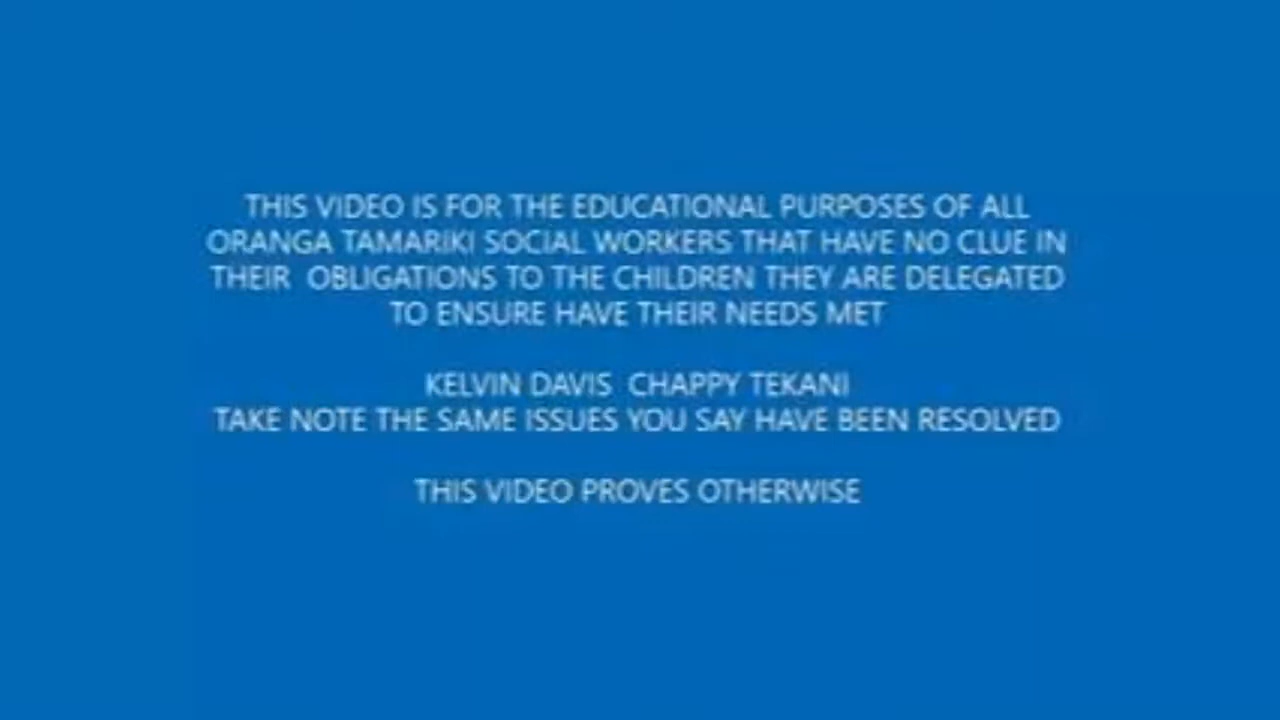 THIS VIDEO IS FOR THE EDUCATIONAL PURPOSES OF ALL
ORANGA TAMARIKI SOCIAL WORKERS THAT HAVE NO CLUE IN
THEIR  OBLIGATIONS TO THE CHILDREN THEY ARE DELEGATED
TO ENSURE HAVE THEIR NEEDS MET
KELVIN DAVIS  CHAPPY TEKANI
TAKE NOTE THE SAME ISSUES YOU SAY HAVE BEEN RESOLVED
THIS VIDEO PROVES OTHERWISE